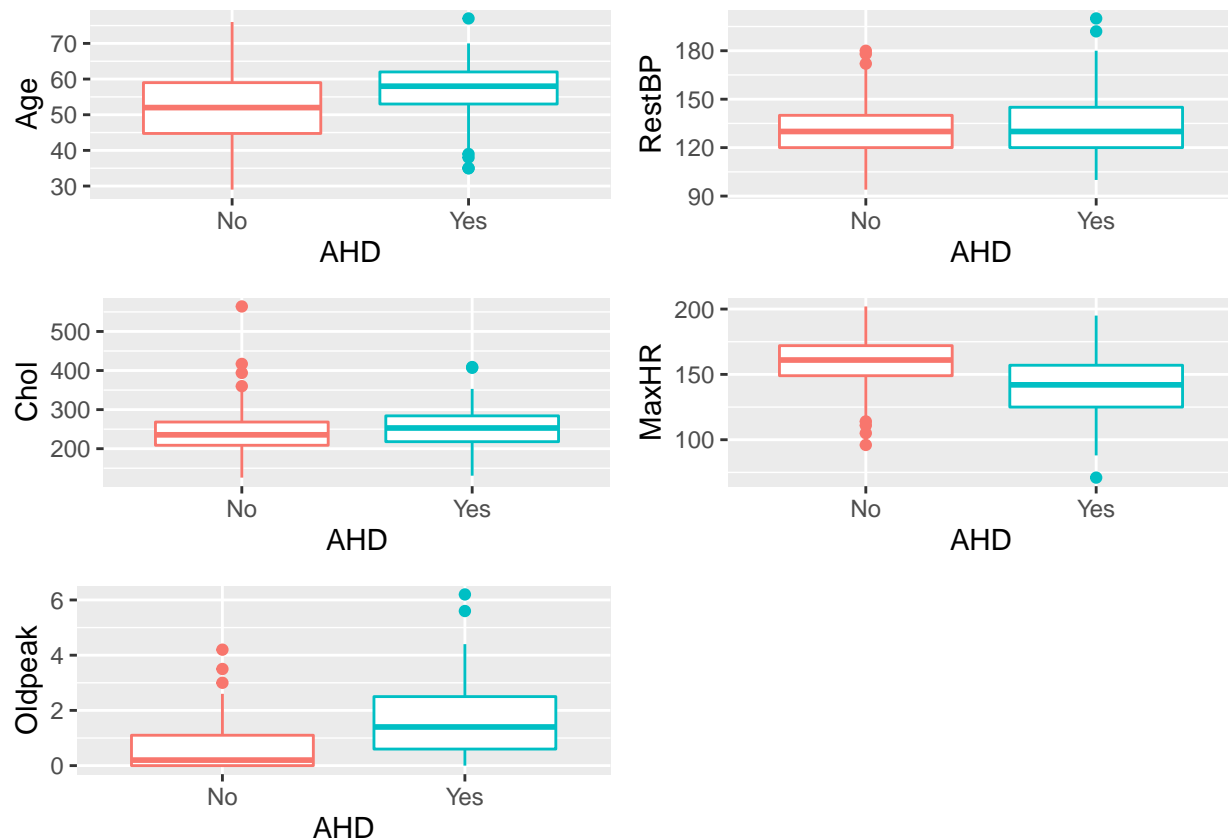 Age
70
60
50
40
30
No
Yes
AHD
RestBP
180
150
120
90
No
Yes
AHD
Chol
500
400
300
200
No
Yes
AHD
MaxHR
200
150
100
No
Yes
AHD
Oldpeak
6
4
2
0
No
Yes
AHD